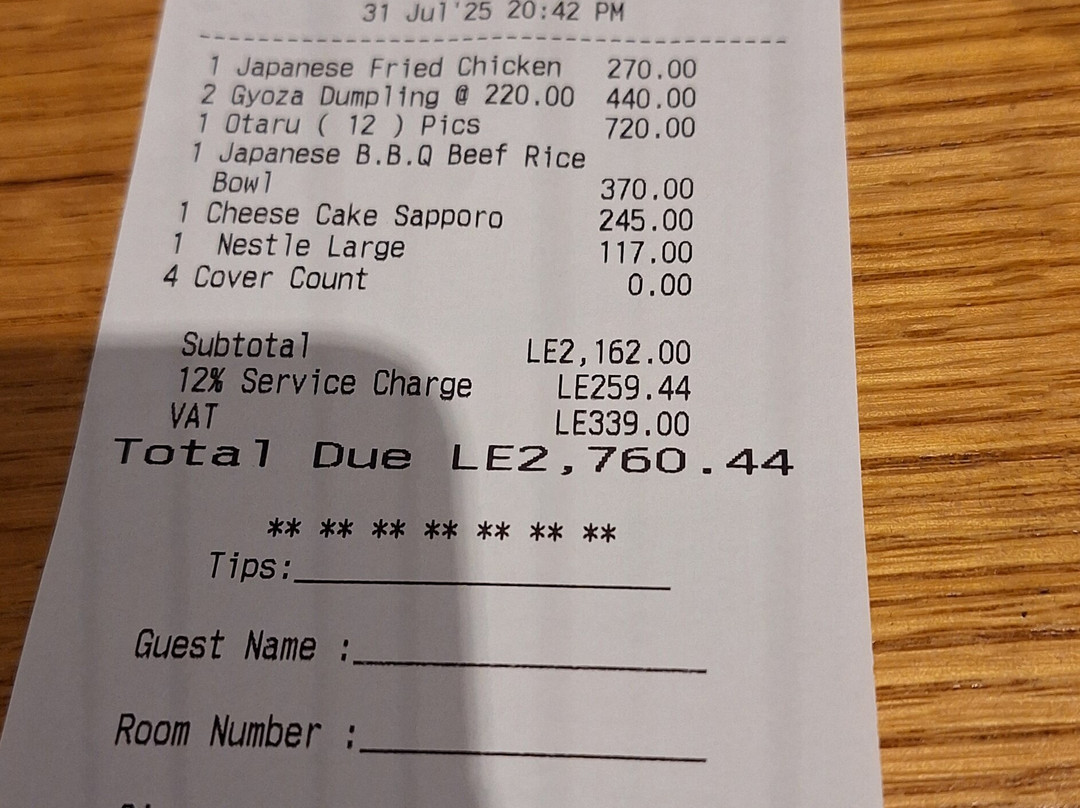 31 Jul'25 20:42 PM
1 Japanese Fried Chicken 270.00
2 Gyoza Dumpling @ 220.00 440.00
1 Otaru ( 12 ) Pics 720.00
1 Japanese B.B.Q Beef Rice
Bowl 370.00
1 Cheese Cake Sapporo 245.00
1 Nestle Large 117.00
4 Cover Count 0.00
Subtotal LE2,162.00
12% Service Charge LE259.44
VAT LE339.00
Total Due LE2,760.44
** ** ** ** ** ** **
Tips:
Guest Name :
Room Number :